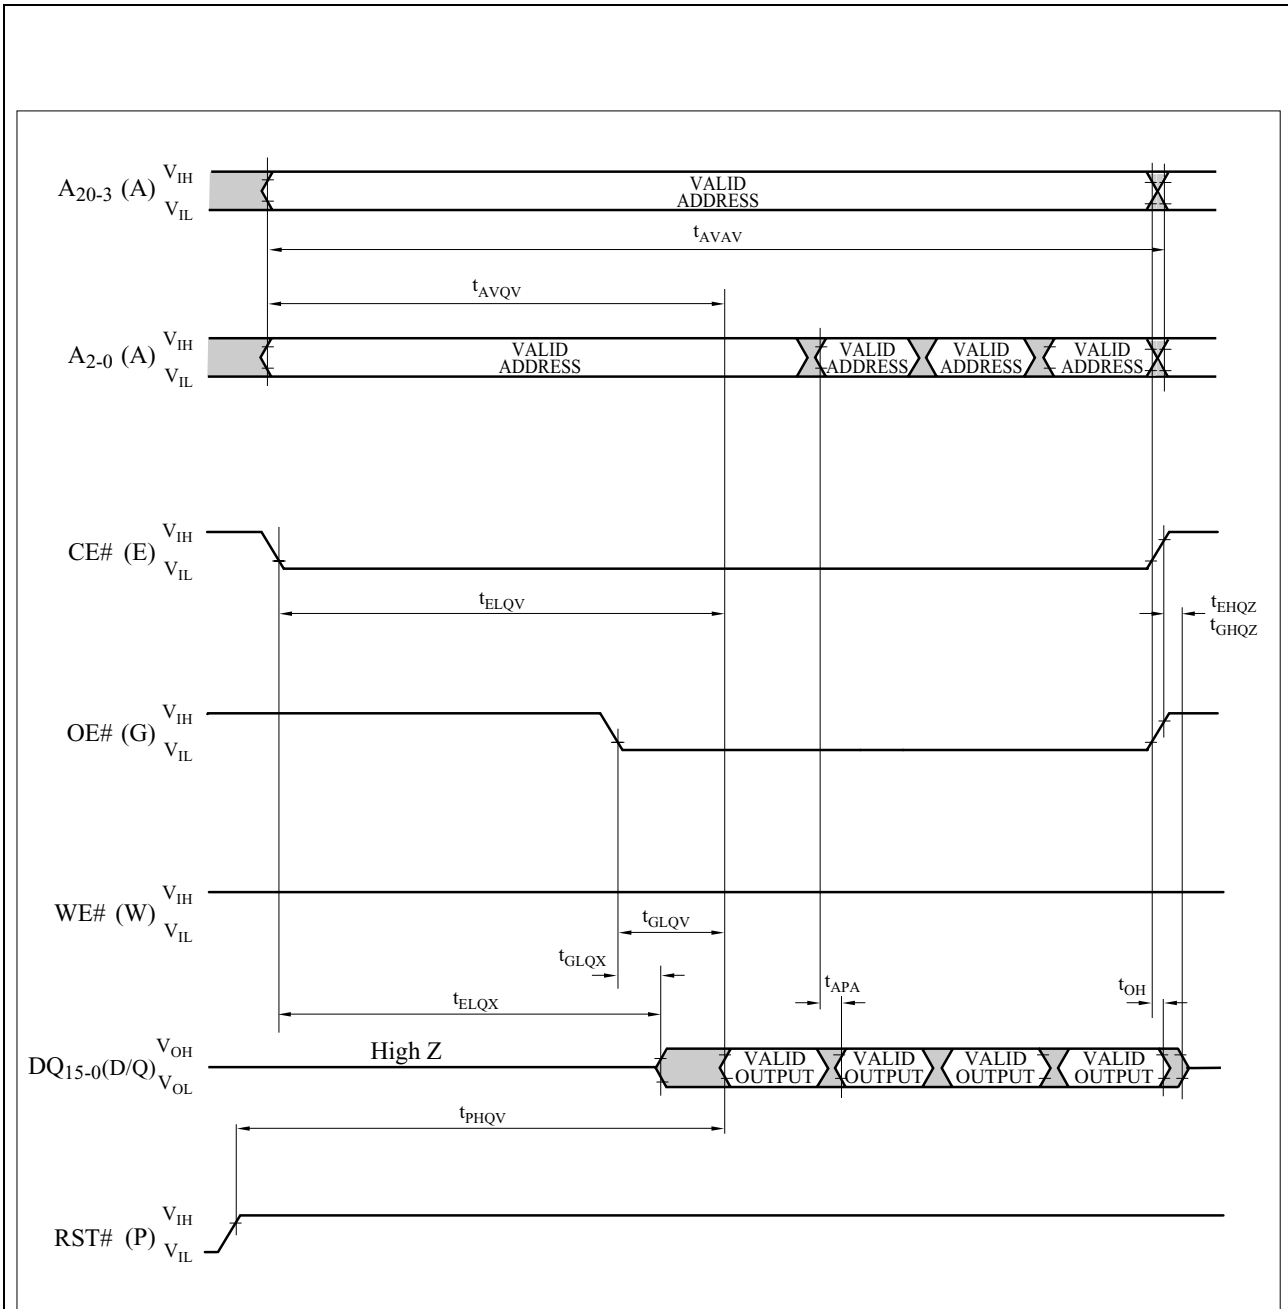 A20-3 (A) VIH
VIL
VALID
ADDRESS
tAVAV
tAVQV
A2-0 (A) VIH
VIL
VALID
ADDRESS
VALID
ADDRESS
VALID
ADDRESS
VALID
ADDRESS
CE# (E) VIH
VIL
tELQV
tEHQZ
tGHQZ
OE# (G) VIH
VIL
WE# (W) VIH
VIL
tGLQV
tGLQX
tELQX
tAPA
tOH
DQ15-0(D/Q) VOH
VOL
High Z
VALID
OUTPUT
VALID
OUTPUT
VALID
OUTPUT
VALID
OUTPUT
tPHQV
RST# (P) VIH
VIL